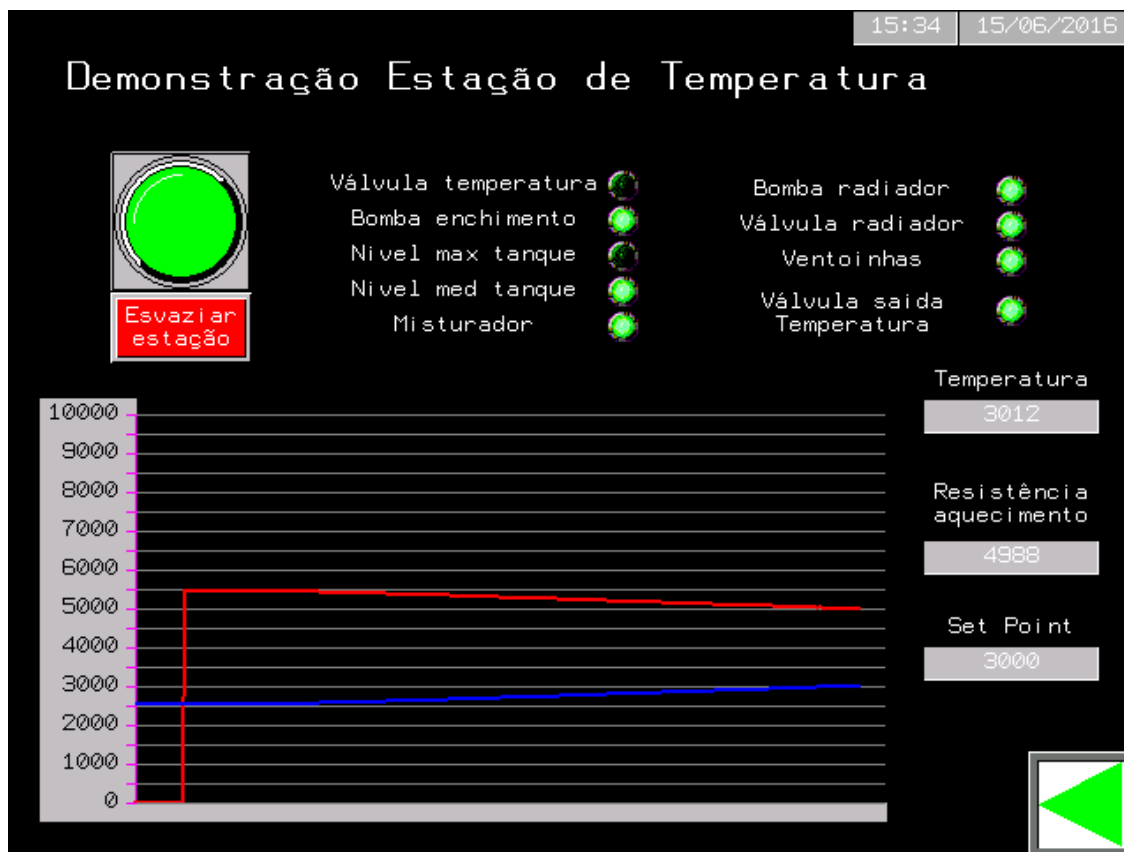 15:34 15/06/2016
Demonstração Estação de Temperatura
Válvula temperatura
Bomba enchimento
Nivel max tanque
Nivel med tanque
Misturador
Bomba radiador
Válvula radiador
Ventoinhas
Válvula saida
Temperatura
Esvaziar
estação
Temperatura
3012
Resistência
aquecimento
4988
Set Point
3000
10000
9000
8000
7000
6000
5000
4000
3000
2000
1000
0